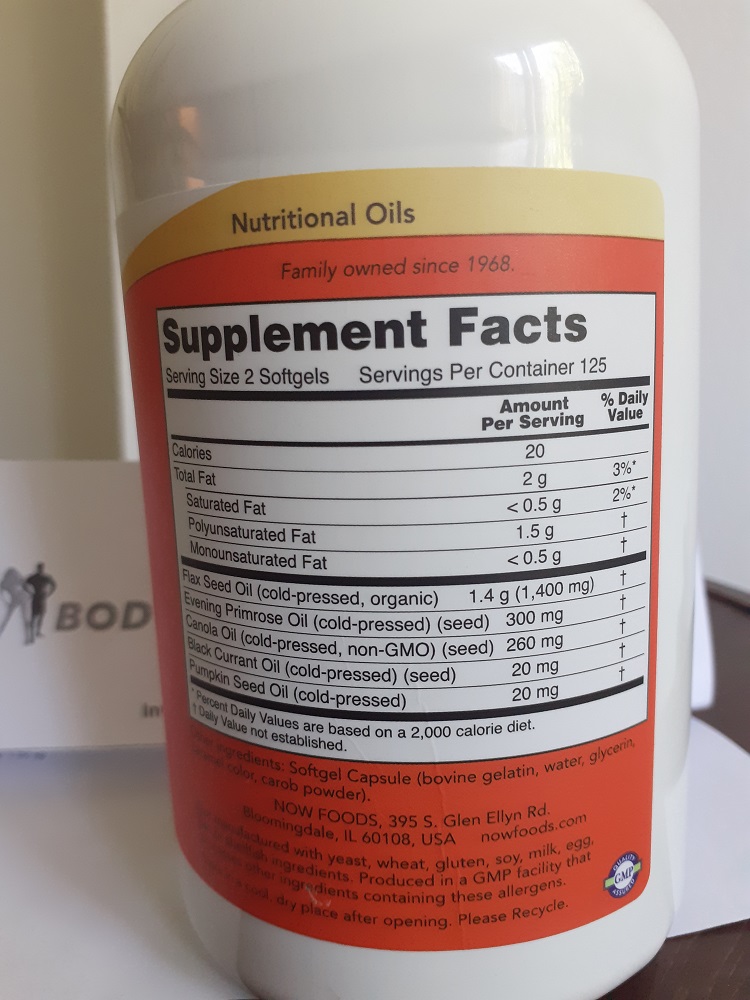 Nutritional Oils
Family owned since 1968.
Supplement Facts
Serving Size 2 Softgels Servings Per Container 125
Amount Per Serving % Daily Value
Calories 20
Total Fat 2 g 3%*
Saturated Fat < 0.5 g 2%*
Polyunsaturated Fat 1.5 g †
Monounsaturated Fat < 0.5 g †
Flax Seed Oil (cold-pressed, organic) 1.4 g (1,400 mg) †
Evening Primrose Oil (cold-pressed) (seed) 300 mg †
Canola Oil (cold-pressed, non-GMO) (seed) 260 mg †
Black Currant Oil (cold-pressed) (seed) 20 mg †
Pumpkin Seed Oil (cold-pressed) 20 mg †
* Percent Daily Values are based on a 2,000 calorie diet.
† Daily Value not established.
ingredients: Softgel Capsule (bovine gelatin, water, glycerin,
color, carob powder).
NOW FOODS, 395 S. Glen Ellyn Rd.
Bloomingdale, IL 60108, USA nowfoods.com
manufactured with yeast, wheat, gluten, soy, milk, egg,
shellfish ingredients. Produced in a GMP facility that
other ingredients containing these allergens.
cool, dry place after opening. Please Recycle.
QUALITY
GMP
ASSURED
BOD
in